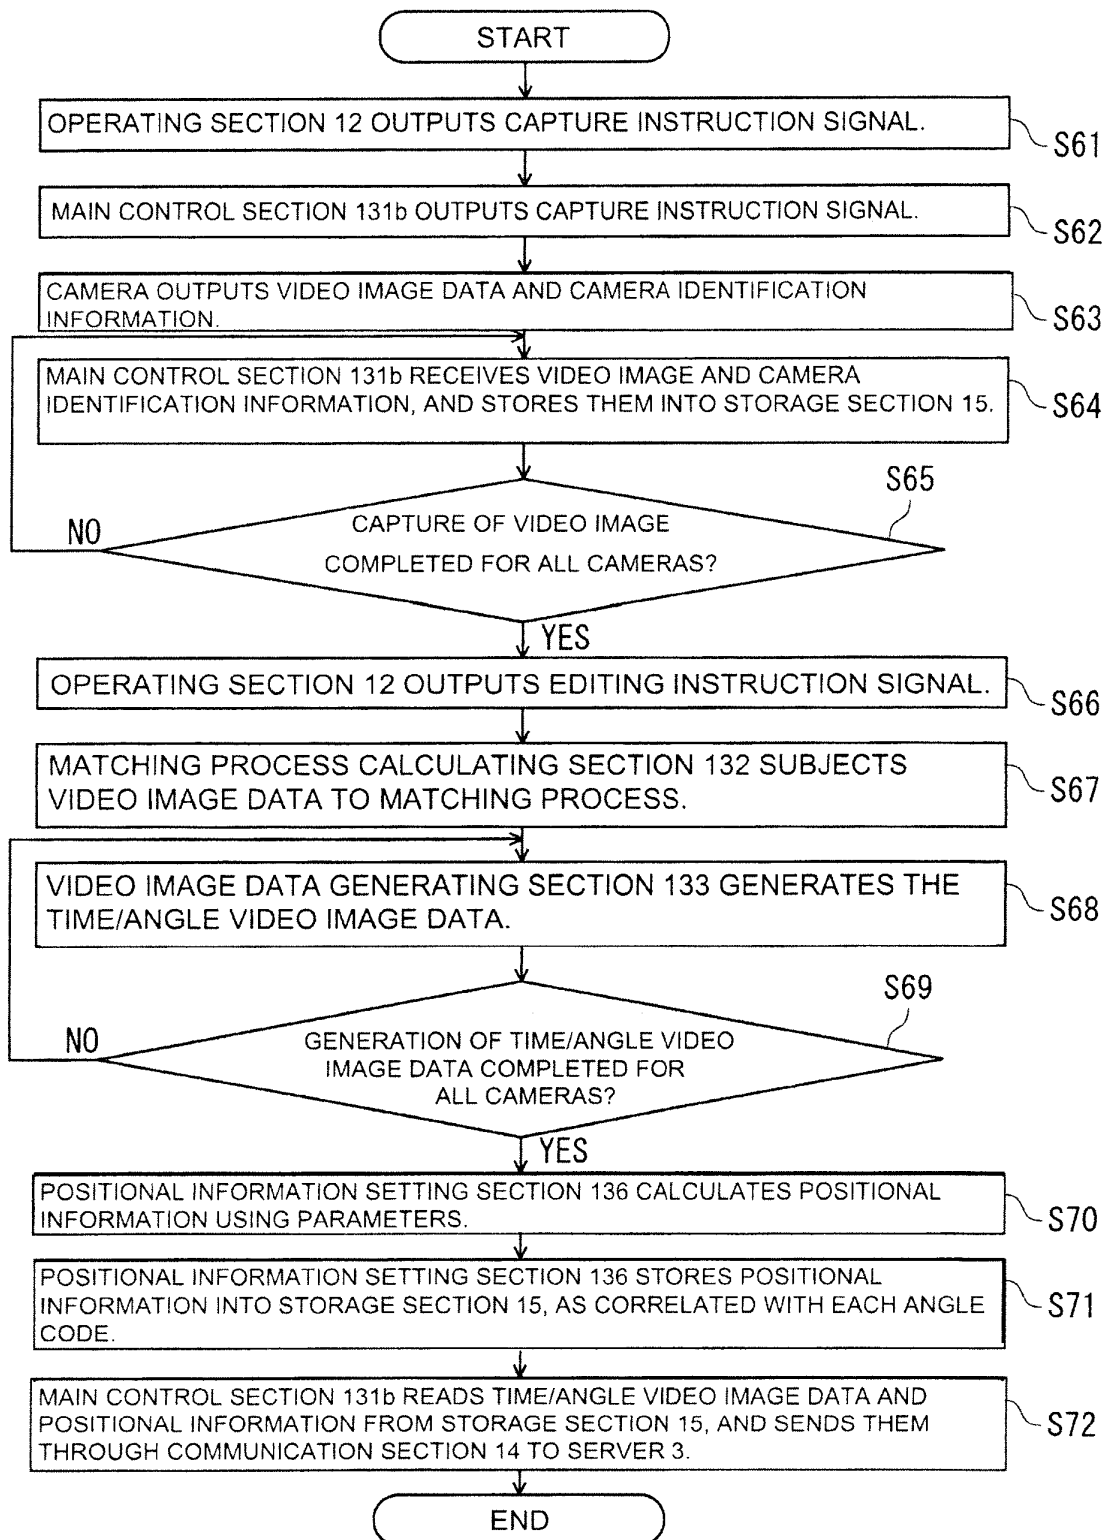 START
OPERATING SECTION 12 OUTPUTS CAPTURE INSTRUCTION SIGNAL.
S61
MAIN CONTROL SECTION 131b OUTPUTS CAPTURE INSTRUCTION SIGNAL.
S62
CAMERA OUTPUTS VIDEO IMAGE DATA AND CAMERA IDENTIFICATION
INFORMATION.
S63
MAIN CONTROL SECTION 131b RECEIVES VIDEO IMAGE AND CAMERA
IDENTIFICATION INFORMATION, AND STORES THEM INTO STORAGE SECTION 15.
S64
S65
CAPTURE OF VIDEO IMAGE
COMPLETED FOR ALL CAMERAS?
NO
YES
OPERATING SECTION 12 OUTPUTS EDITING INSTRUCTION SIGNAL.
S66
MATCHING PROCESS CALCULATING SECTION 132 SUBJECTS
VIDEO IMAGE DATA TO MATCHING PROCESS.
S67
VIDEO IMAGE DATA GENERATING SECTION 133 GENERATES THE
TIME/ANGLE VIDEO IMAGE DATA.
S68
S69
GENERATION OF TIME/ANGLE VIDEO
IMAGE DATA COMPLETED FOR
ALL CAMERAS?
NO
YES
POSITIONAL INFORMATION SETTING SECTION 136 CALCULATES POSITIONAL
INFORMATION USING PARAMETERS.
S70
POSITIONAL INFORMATION SETTING SECTION 136 STORES POSITIONAL
INFORMATION INTO STORAGE SECTION 15, AS CORRELATED WITH EACH ANGLE
CODE.
S71
MAIN CONTROL SECTION 131b READS TIME/ANGLE VIDEO IMAGE DATA AND
POSITIONAL INFORMATION FROM STORAGE SECTION 15, AND SENDS THEM
THROUGH COMMUNICATION SECTION 14 TO SERVER 3.
S72
END